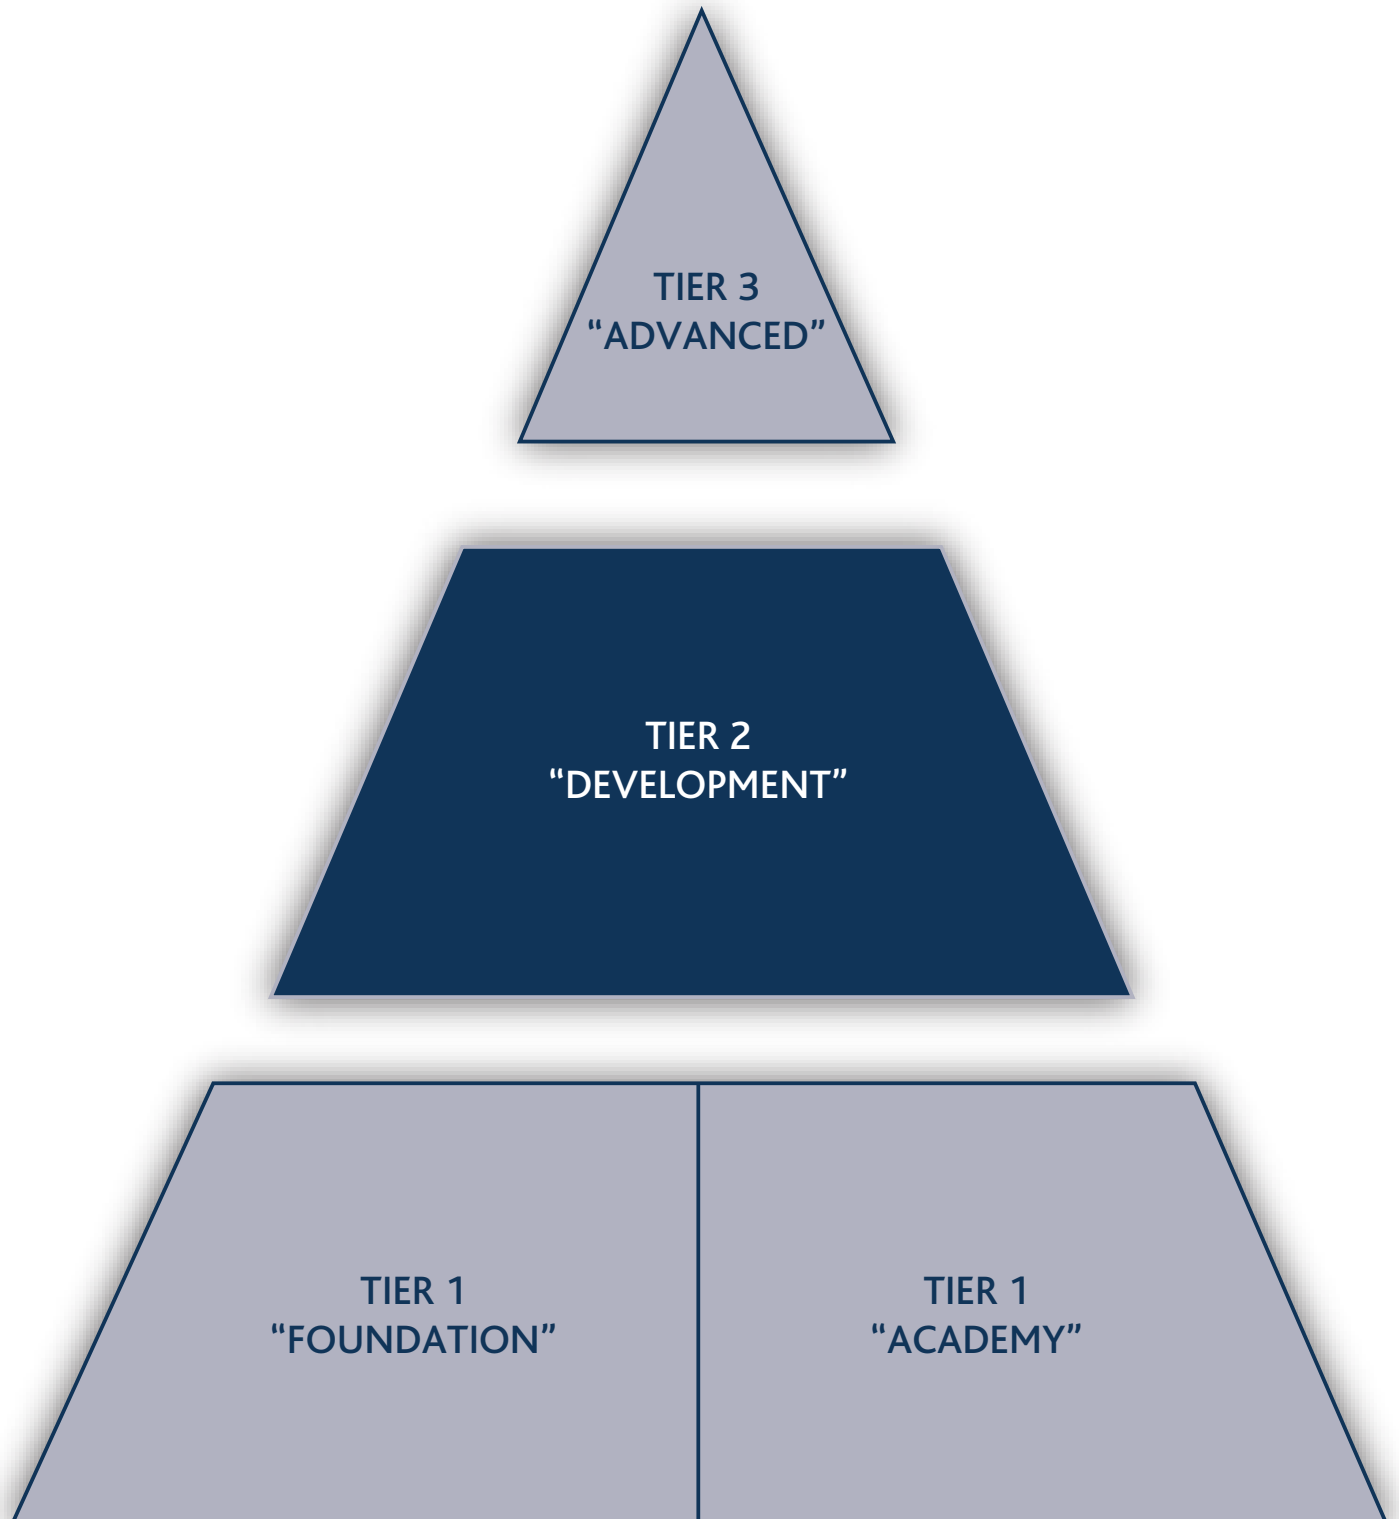 TIER 3
“ADVANCED”
TIER 2
“DEVELOPMENT”
TIER 1
“FOUNDATION”
TIER 1
“ACADEMY”